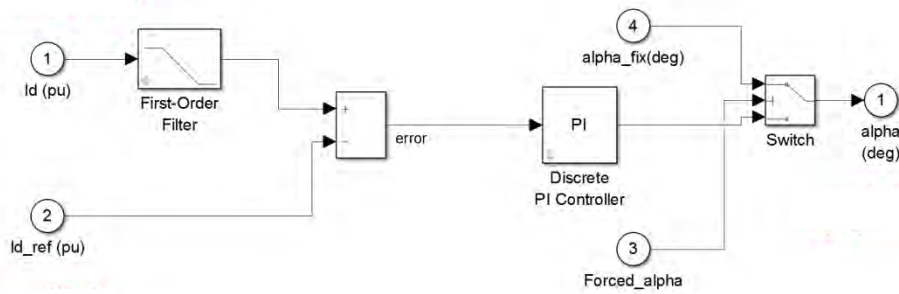 1
Id (pu)
First-Order
Filter
+
−
error
2
Id_ref (pu)
PI
Discrete
PI Controller
4
alpha_fix(deg)
Switch
3
Forced_alpha
1
alpha
(deg)